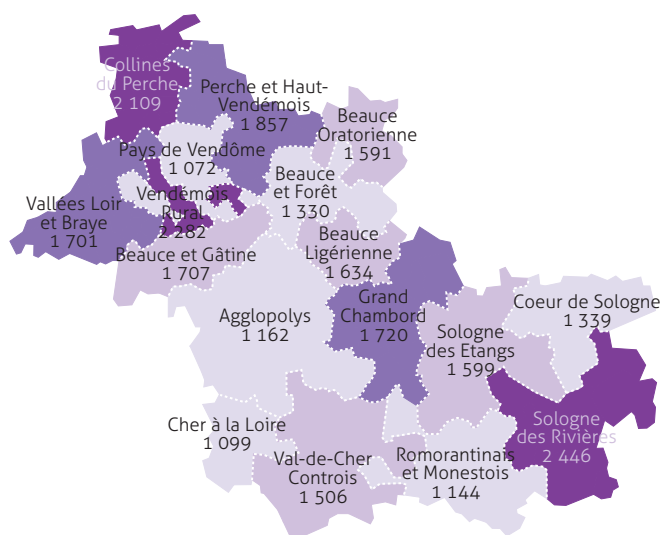 Collines
du Perche
2 109
Perche et Haut-
Vendémois
1 857
Beauce
Oratorienne
1 591
Pays de Vendôme
1 072
Beauce
et Forêt
1 330
Vallées Loir
et Braye
1 701
Vendémois
Rural
2 282
Beauce et Gâtine
1 707
Beauce
Ligérienne
1 634
Agglopolys
1 162
Grand
Chambord
1 720
Coeur de Sologne
1 339
Sologne
des Etangs
1 599
Cher à la Loire
1 099
Val-de-Cher
Controis
1 506
Romorantinais
et Monestois
1 144
Sologne
des Rivières
2 446